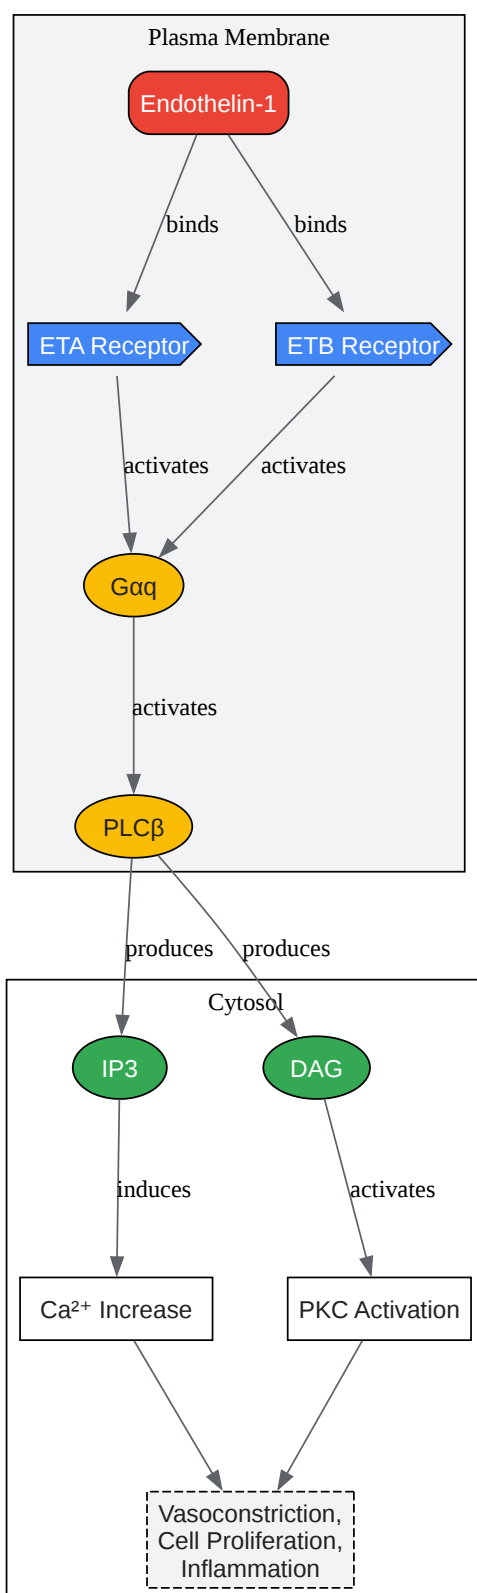 Plasma Membrane
Endothelin-1
binds
binds
ETA Receptor
ETB Receptor
activates
activates
Gαq
activates
PLCβ
produces
produces
Cytosol
IP3
DAG
induces
activates
Ca²⁺ Increase
PKC Activation
Vasoconstriction,
Cell Proliferation,
Inflammation